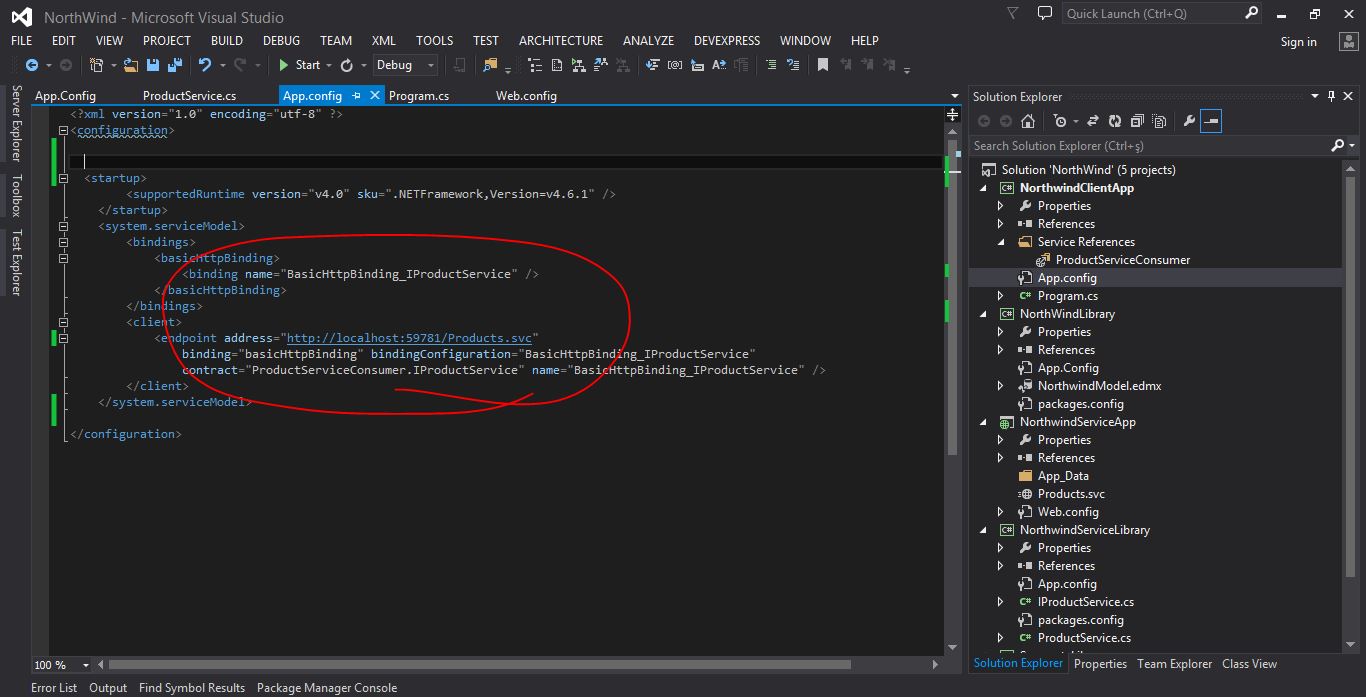 NorthWind - Microsoft Visual Studio
Quick Launch (Ctrl+Q)
FILE EDIT VIEW PROJECT BUILD DEBUG TEAM XML TOOLS TEST ARCHITECTURE ANALYZE DEVEXPRESS WINDOW HELP
Sign in
Start Debug
Server Explorer
Toolbox
Test Explorer
App.Config ProductService.cs App.config Program.cs Web.config
<?xml version="1.0" encoding="utf-8" ?>
<configuration>
<startup>
<supportedRuntime version="v4.0" sku=".NETFramework,Version=v4.6.1" />
</startup>
<system.serviceModel>
<bindings>
<basicHttpBinding>
<binding name="BasicHttpBinding_IProductService" />
</basicHttpBinding>
</bindings>
<client>
<endpoint address="http://localhost:59781/Products.svc"
binding="basicHttpBinding" bindingConfiguration="BasicHttpBinding_IProductService"
contract="ProductServiceConsumer.IProductService" name="BasicHttpBinding_IProductService" />
</client>
</system.serviceModel>
</configuration>
100 %
Solution Explorer
Search Solution Explorer (Ctrl+ş)
Solution 'NorthWind' (5 projects)
NorthwindClientApp
Properties
References
Service References
ProductServiceConsumer
App.config
Program.cs
NorthWindLibrary
Properties
References
App.Config
NorthwindModel.edmx
packages.config
NorthwindServiceApp
Properties
References
App_Data
Products.svc
Web.config
NorthwindServiceLibrary
Properties
References
App.config
IProductService.cs
packages.config
ProductService.cs
Solution Explorer Properties Team Explorer Class View
Error List Output Find Symbol Results Package Manager Console